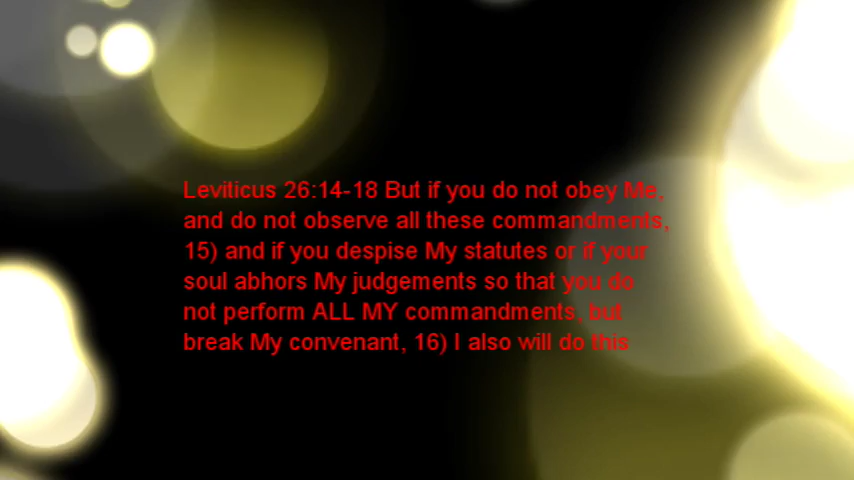 Leviticus 26:14-18 But if you do not obey Me,
and do not observe all these commandments,
15) and if you despise My statutes or if your
soul abhors My judgements so that you do
not perform ALL MY commandments, but
break My convenant, 16) I also will do this